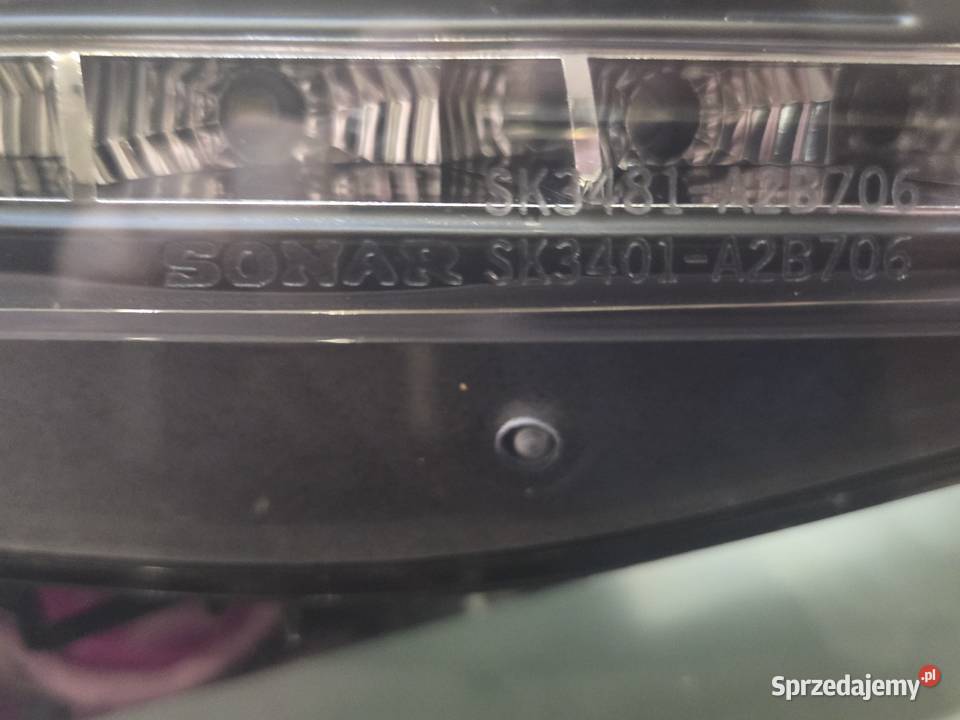 SK3481-A2B706
SONAR SK3401-A2B706
Sprzedajemy.pl